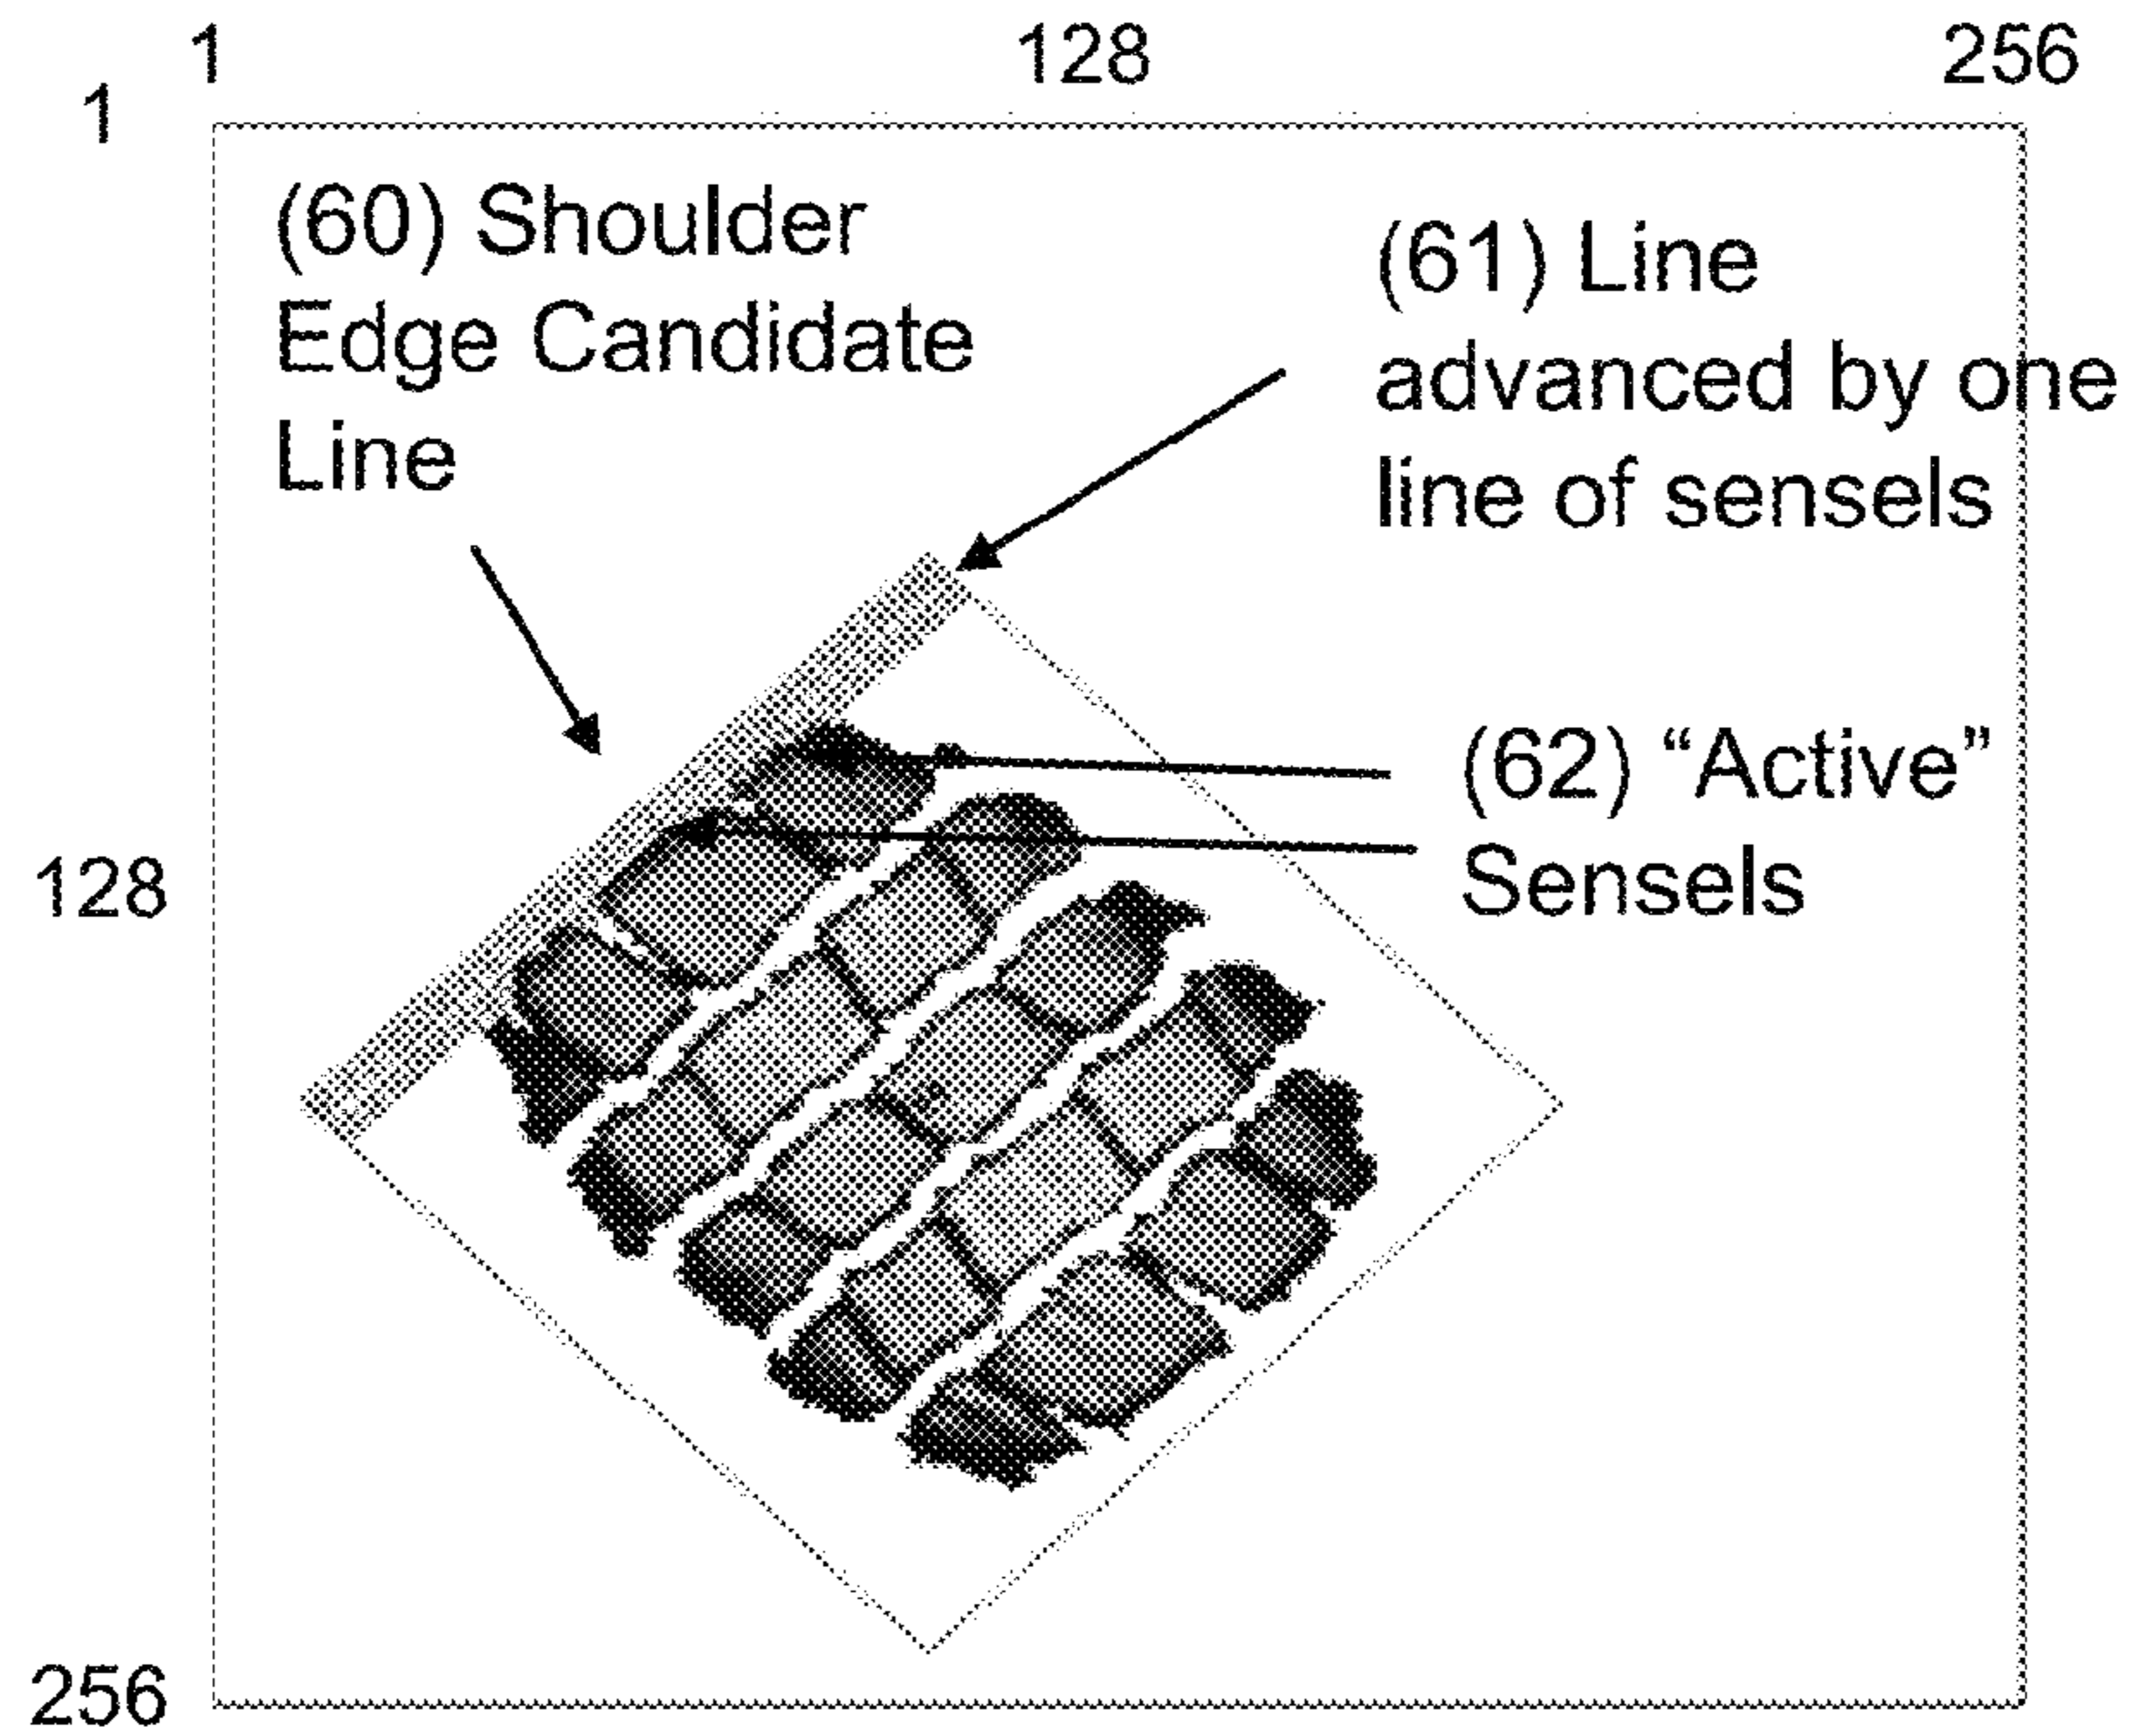 1 128 256
1
(60) Shoulder
Edge Candidate
Line
(61) Line
advanced by one
line of sensels
(62) “Active”
Sensels
128
256